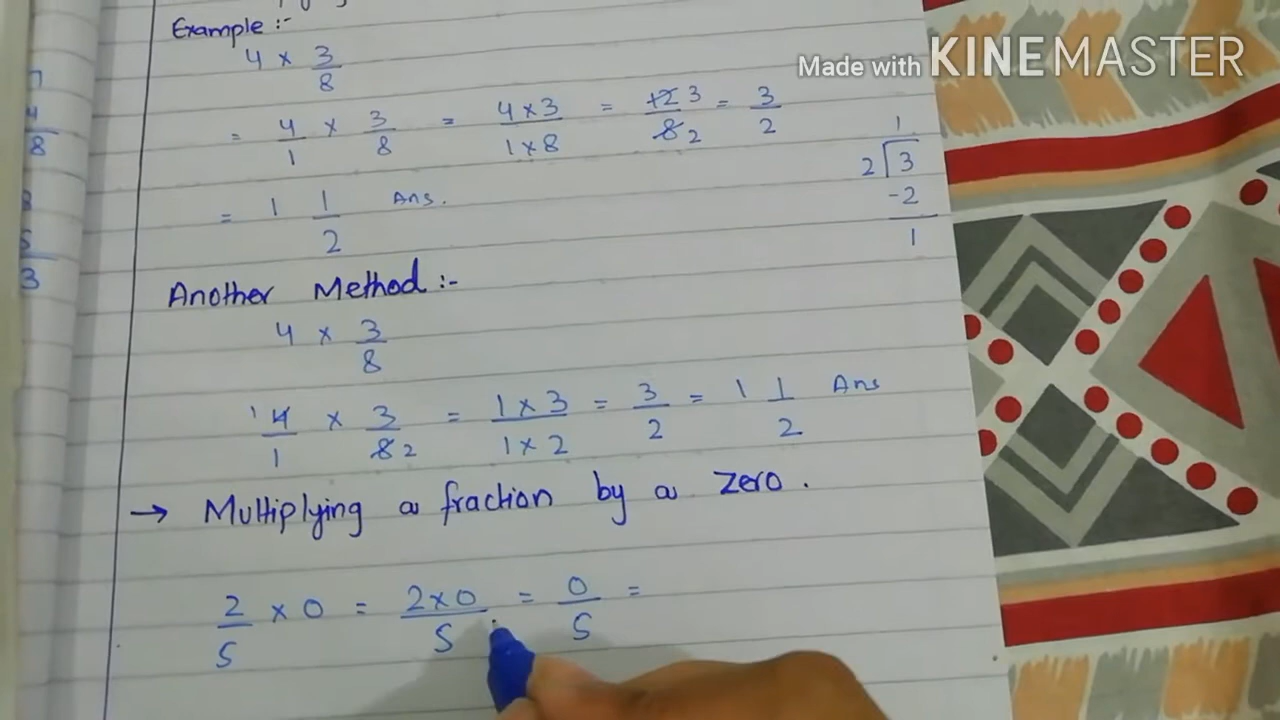 Example :-
4 × 3/8
= 4/1 × 3/8 = 4×3/1×8 = 12 3/8 2 = 3/2
1
2 3
-2
1
= 1 1/2 Ans.
Another Method :-
4 × 3/8
1 4/1 × 3/8 2 = 1×3/1×2 = 3/2 = 1 1/2 Ans
→ Multiplying a fraction by a zero.
2/5 × 0 = 2×0/5 = 0/5 =
Made with KINEMASTER
4
8
3